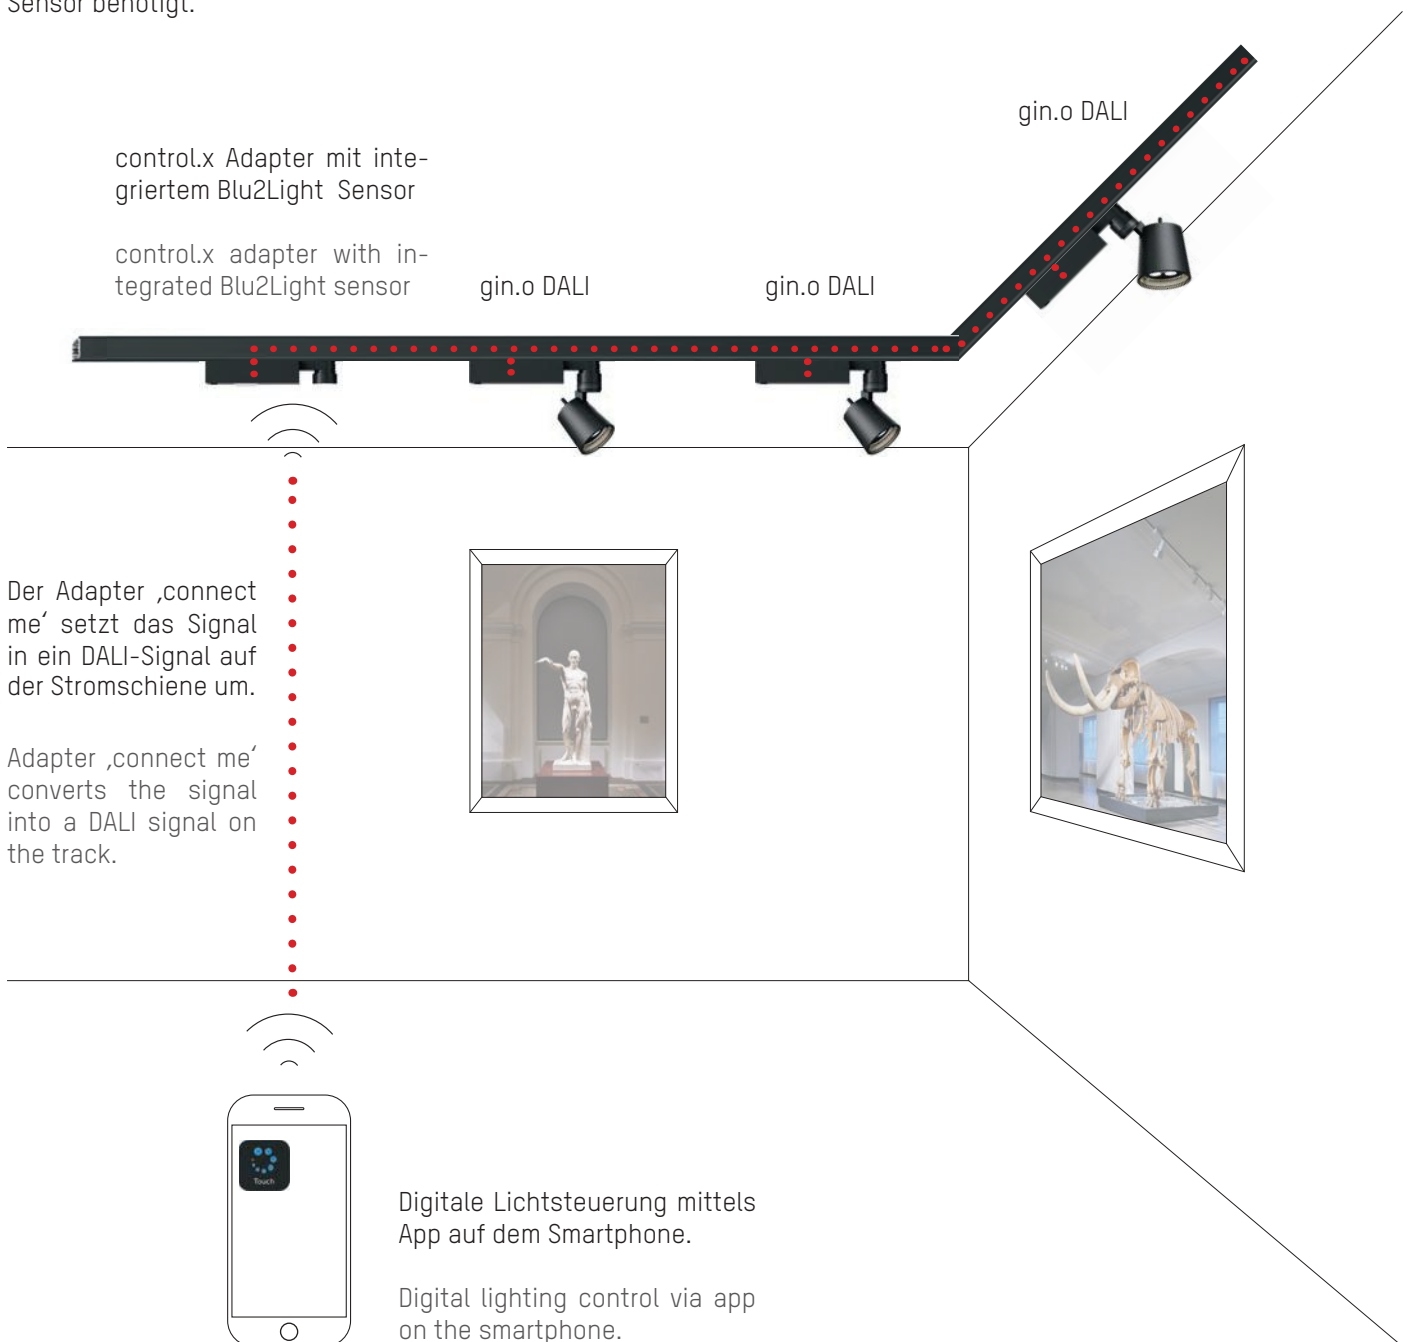 Sensor benötigt.
gin.o DALI
control.x Adapter mit inte-
griertem Blu2Light Sensor
control.x adapter with in-
tegrated Blu2Light sensor
gin.o DALI
gin.o DALI
Der Adapter ‚connect
me‘ setzt das Signal
in ein DALI-Signal auf
der Stromschiene um.
Adapter ‚connect me‘
converts the signal
into a DALI signal on
the track.
Touch
Digitale Lichtsteuerung mittels
App auf dem Smartphone.
Digital lighting control via app
on the smartphone.